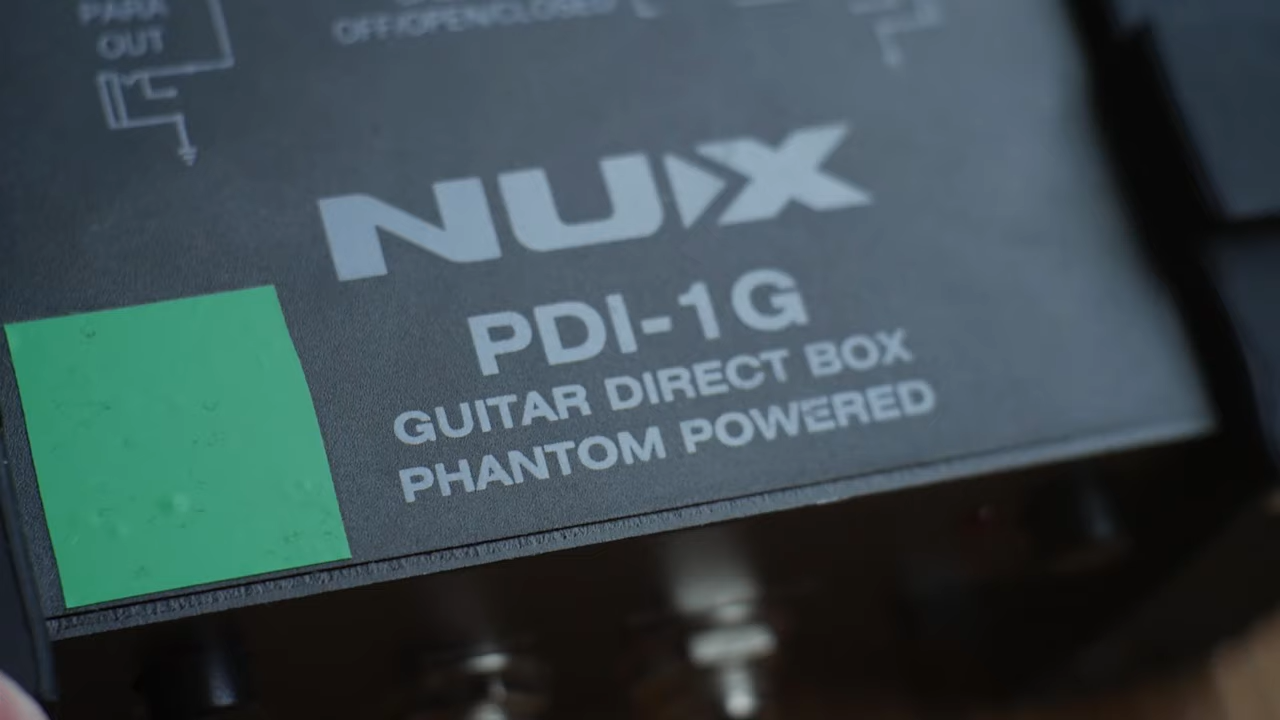 PARA
OUT
OFF/OPEN/CLOSED
NUX
PDI-1G
GUITAR DIRECT BOX
PHANTOM POWERED